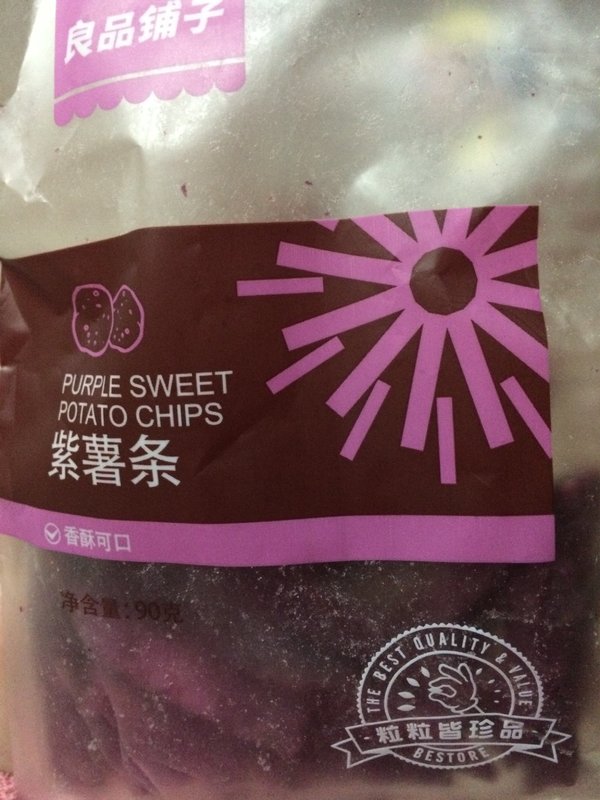 良品铺子
PURPLE SWEET
POTATO CHIPS
紫薯条
香酥可口
净含量:90克
THE BEST QUALITY & VALUE
粒粒皆珍品
BESTORE